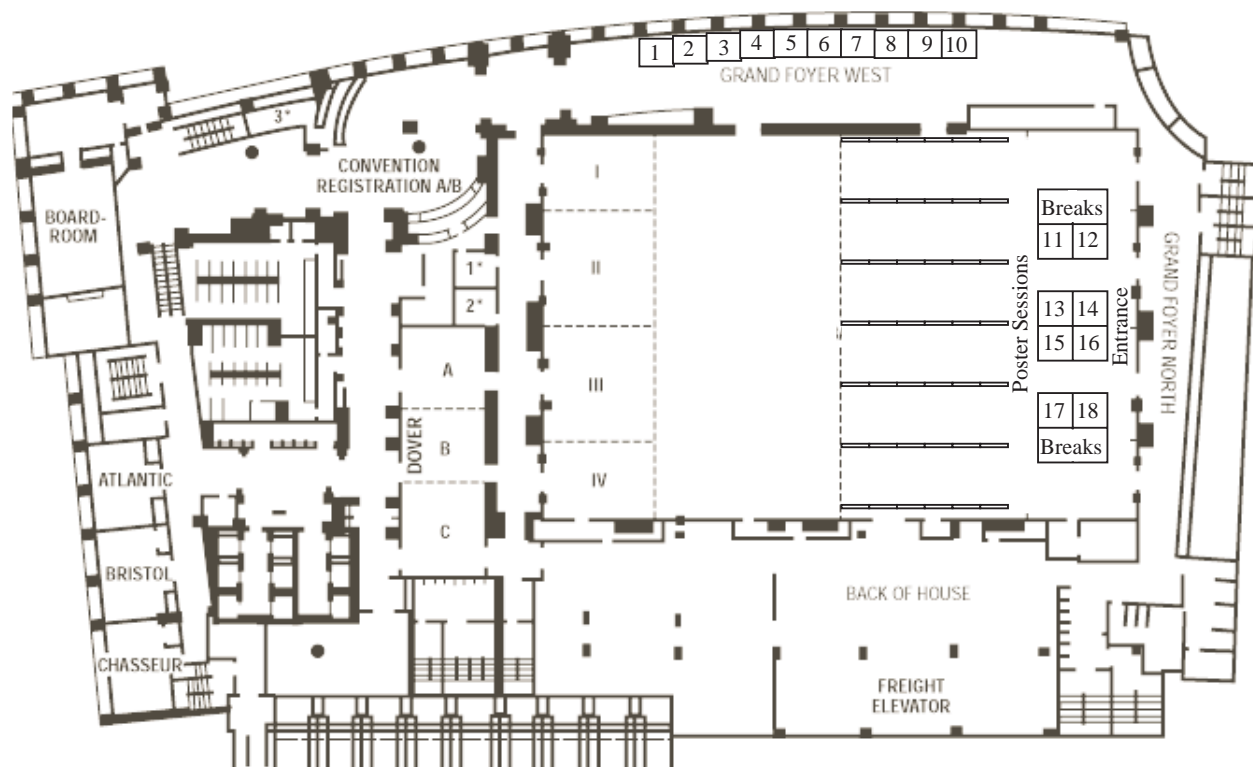 1 2 3 4 5 6 7 8 9 10
GRAND FOYER WEST
3*
CONVENTION
REGISTRATION A/B
BOARD-
ROOM
I
II
III
IV
1*
2*
A
B
C
DOVER
Poster Sessions
Breaks
11 12
13 14
15 16
17 18
Breaks
Entrance
GRAND FOYER NORTH
ATLANTIC
BRISTOL
CHASSEUR
BACK OF HOUSE
FREIGHT
ELEVATOR